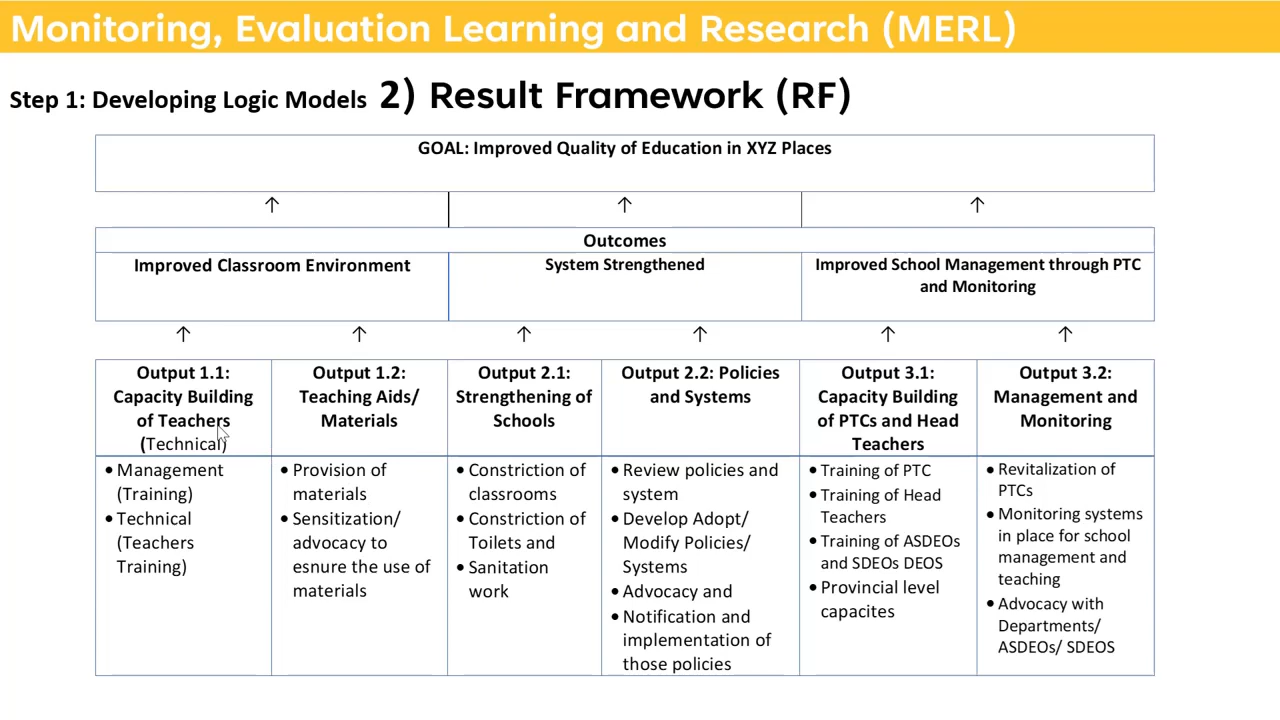 Monitoring, Evaluation Learning and Research (MERL)
Step 1: Developing Logic Models 2) Result Framework (RF)
GOAL: Improved Quality of Education in XYZ Places
↑ ↑ ↑
Outcomes
Improved Classroom Environment
System Strengthened
Improved School Management through PTC
and Monitoring
↑ ↑ ↑ ↑ ↑ ↑
Output 1.1:
Capacity Building
of Teachers
(Technical)
Output 1.2:
Teaching Aids/
Materials
Output 2.1:
Strengthening of
Schools
Output 2.2: Policies
and Systems
Output 3.1:
Capacity Building
of PTCs and Head
Teachers
Output 3.2:
Management and
Monitoring
• Management
(Training)
• Technical
(Teachers
Training)
• Provision of
materials
• Sensitization/
advocacy to
esnure the use of
materials
• Constriction of
classrooms
• Constriction of
Toilets and
• Sanitation
work
• Review policies and
system
• Develop Adopt/
Modify Policies/
Systems
• Advocacy and
• Notification and
implementation of
those policies
• Training of PTC
• Training of Head
Teachers
• Training of ASDEOs
and SDEOs DEOS
• Provincial level
capacites
• Revitalization of
PTCs
• Monitoring systems
in place for school
management and
teaching
• Advocacy with
Departments/
ASDEOs/ SDEOS